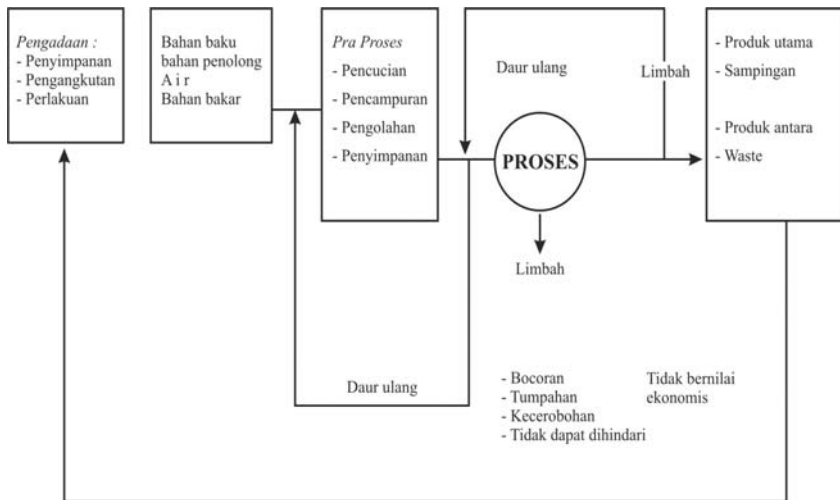 Pengadaan :
- Penyimpanan
- Pengangkutan
- Perlakuan
Bahan baku
bahan penolong
A i r
Bahan bakar
Pra Proses
- Pencucian
- Pencampuran
- Pengolahan
- Penyimpanan
Daur ulang
Limbah
PROSES
Limbah
- Produk utama
- Sampingan
- Produk antara
- Waste
Daur ulang
- Bocoran
- Tumpahan
- Kecerobohan
- Tidak dapat dihindari
Tidak bernilai
ekonomis